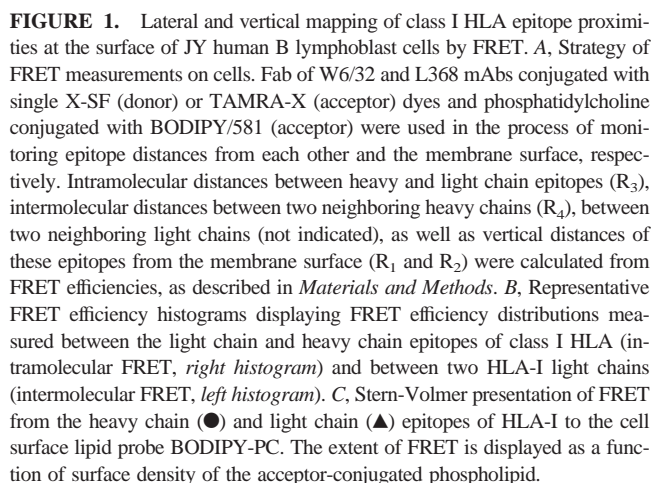 FIGURE 1. Lateral and vertical mapping of class I HLA epitope proximi-
ties at the surface of JY human B lymphoblast cells by FRET. A, Strategy of
FRET measurements on cells. Fab of W6/32 and L368 mAbs conjugated with
single X-SF (donor) or TAMRA-X (acceptor) dyes and phosphatidylcholine
conjugated with BODIPY/581 (acceptor) were used in the process of moni-
toring epitope distances from each other and the membrane surface, respec-
tively. Intramolecular distances between heavy and light chain epitopes (R₃),
intermolecular distances between two neighboring heavy chains (R₄), between
two neighboring light chains (not indicated), as well as vertical distances of
these epitopes from the membrane surface (R₁ and R₂) were calculated from
FRET efficiencies, as described in Materials and Methods. B, Representative
FRET efficiency histograms displaying FRET efficiency distributions mea-
sured between the light chain and heavy chain epitopes of class I HLA (in-
tramolecular FRET, right histogram) and between two HLA-I light chains
(intermolecular FRET, left histogram). C, Stern-Volmer presentation of FRET
from the heavy chain (●) and light chain (▲) epitopes of HLA-I to the cell
surface lipid probe BODIPY-PC. The extent of FRET is displayed as a func-
tion of surface density of the acceptor-conjugated phospholipid.